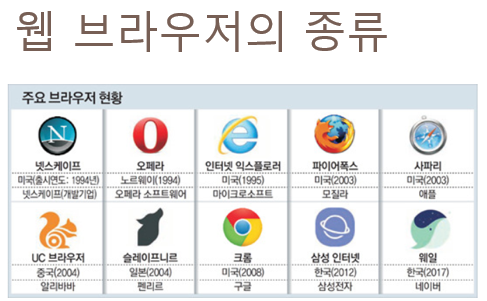 웹 브라우저의 종류
주요 브라우저 현황
넷스케이프 오페라 인터넷 익스플로러 파이어폭스 사파리
미국(출시연도: 1994년) 노르웨이(1994) 미국(1995) 미국(2003) 미국(2003)
넷스케이프(개발기업) 오페라 소프트웨어 마이크로소프트 모질라 애플
UC 브라우저 슬레이프니르 크롬 삼성 인터넷 웨일
중국(2004) 일본(2004) 미국(2008) 한국(2012) 한국(2017)
알리바바 펜리르 구글 삼성전자 네이버